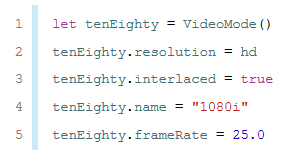 1 let tenEighty = VideoMode()
2 tenEighty.resolution = hd
3 tenEighty.interlaced = true
4 tenEighty.name = "1080i"
5 tenEighty.frameRate = 25.0